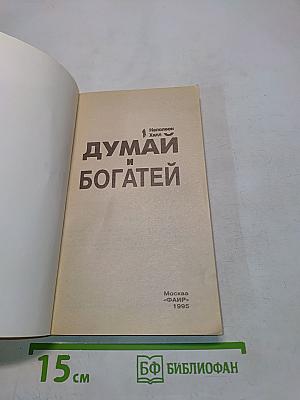 Наполеон
Хилл
ДУМАЙ
и
БОГАТЕЙ
Москва
«ФАИР»
1995
15 см
БФ БИБЛИОФАН